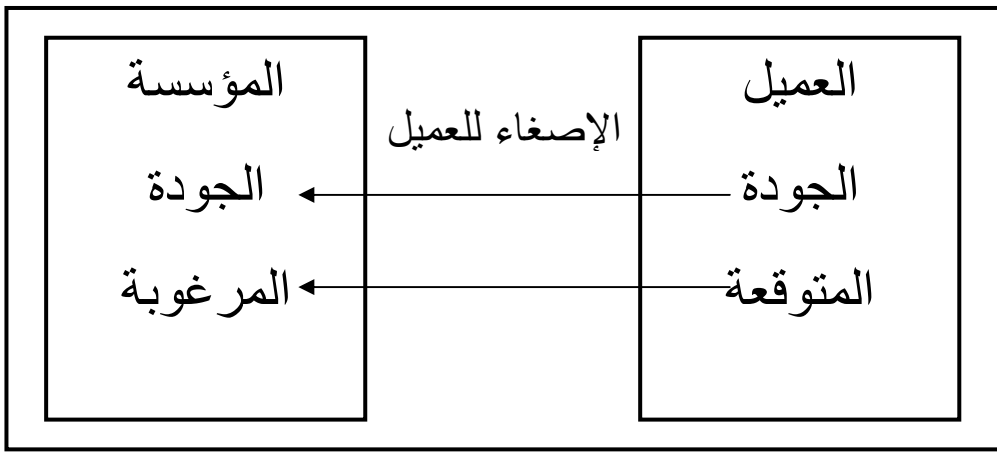 العميل
الجودة
المتوقعة
الإصغاء للعميل
المؤسسة
الجودة
المرغوبة